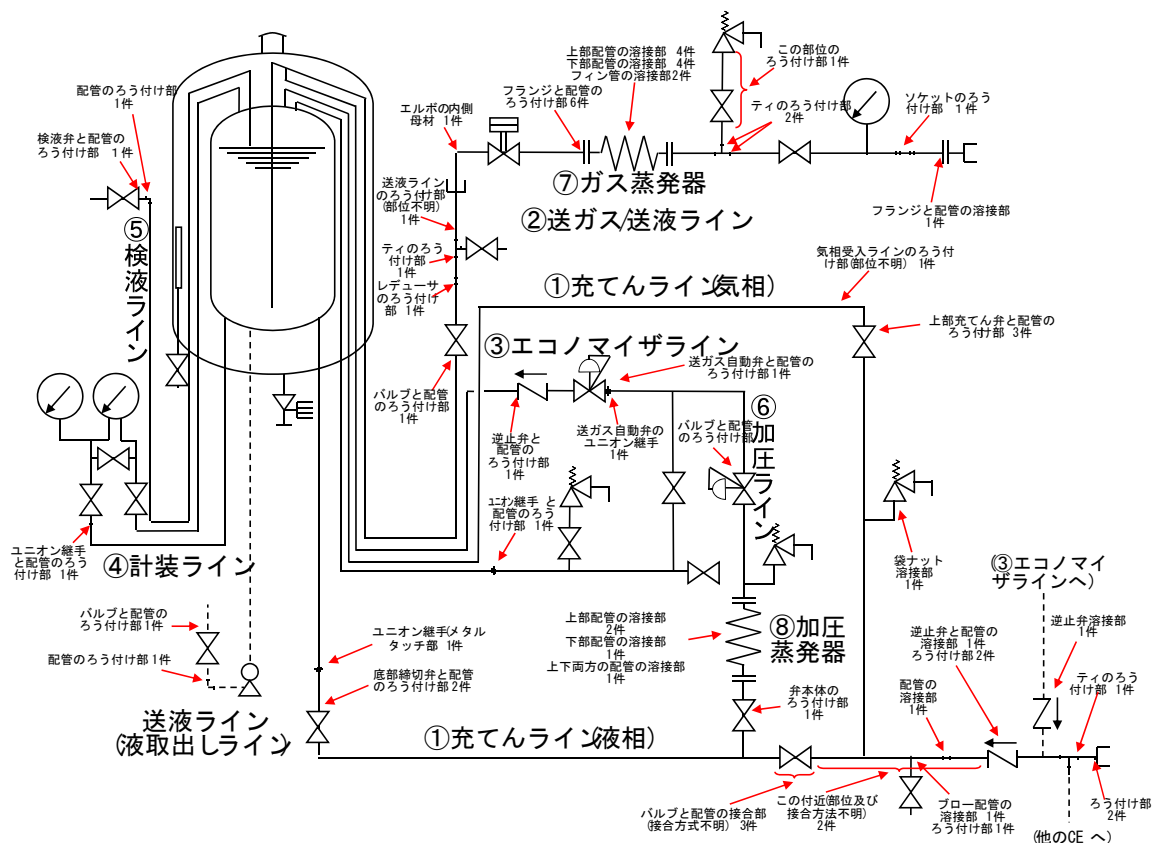 上部配管の溶接部 4件
下部配管の溶接部 4件
フィン管の溶接部2件
この部位の
ろう付け部 1件
配管のろう付け部
1件
フランジと配管の
ろう付け部6件
エルボの内側
母材 1件
ティのろう付け部
2件
ソケットのろう
付け部 1件
検液弁と配管の
ろう付け部 1件
⑦ガス蒸発器
②送ガス/送液ライン
フランジと配管の溶接部
1件
送液ライン
のろう付け部
(部位不明)
1件
⑤検液ライン
ティのろう
付け部
1件
レデューサ
のろう付け
部 1件
気相受入ラインのろう付
け部(部位不明) 1件
①充てんライン(気相)
上部充てん弁と配管の
ろう付け部 3件
③エコノマイザライン
送ガス自動弁と配管の
ろう付け部 1件
バルブと配管
のろう付け部
1件
逆止弁と
配管の
ろう付け部
1件
送ガス自動弁の
ユニオン継手
1件
バルブと配管
のろう付け部
⑥加圧ライン
ユニオン継手 と
配管のろう
付け部 1件
ユニオン継手
と配管のろう
付け部 1件
④計装ライン
袋ナット
溶接部
1件
(③エコノマイ
ザラインへ)
バルブと配管の
ろう付け部 1件
配管のろう付け部 1件
ユニオン継手(メタル
タッチ部) 1件
底部締切弁と配管
のろう付け部 2件
上部配管の溶接部
2件
下部配管の溶接部
1件
上下両方の配管の溶接部
1件
⑧加圧
蒸発器
逆止弁と配管の
溶接部 1件
ろう付け部 2件
逆止弁溶接部
1件
配管の
溶接部
1件
ティのろう
付け部 1件
弁本体の
ろう付け部
1件
送液ライン
(液取出しライン)
①充てんライン(液相)
バルブと配管の接合部
(接合方式不明) 3件
この付近(部位及び
接合方法不明)
2件
ブロー配管の
溶接部 1件
ろう付け部 1件
ろう付け部
2件
(他のCE へ)